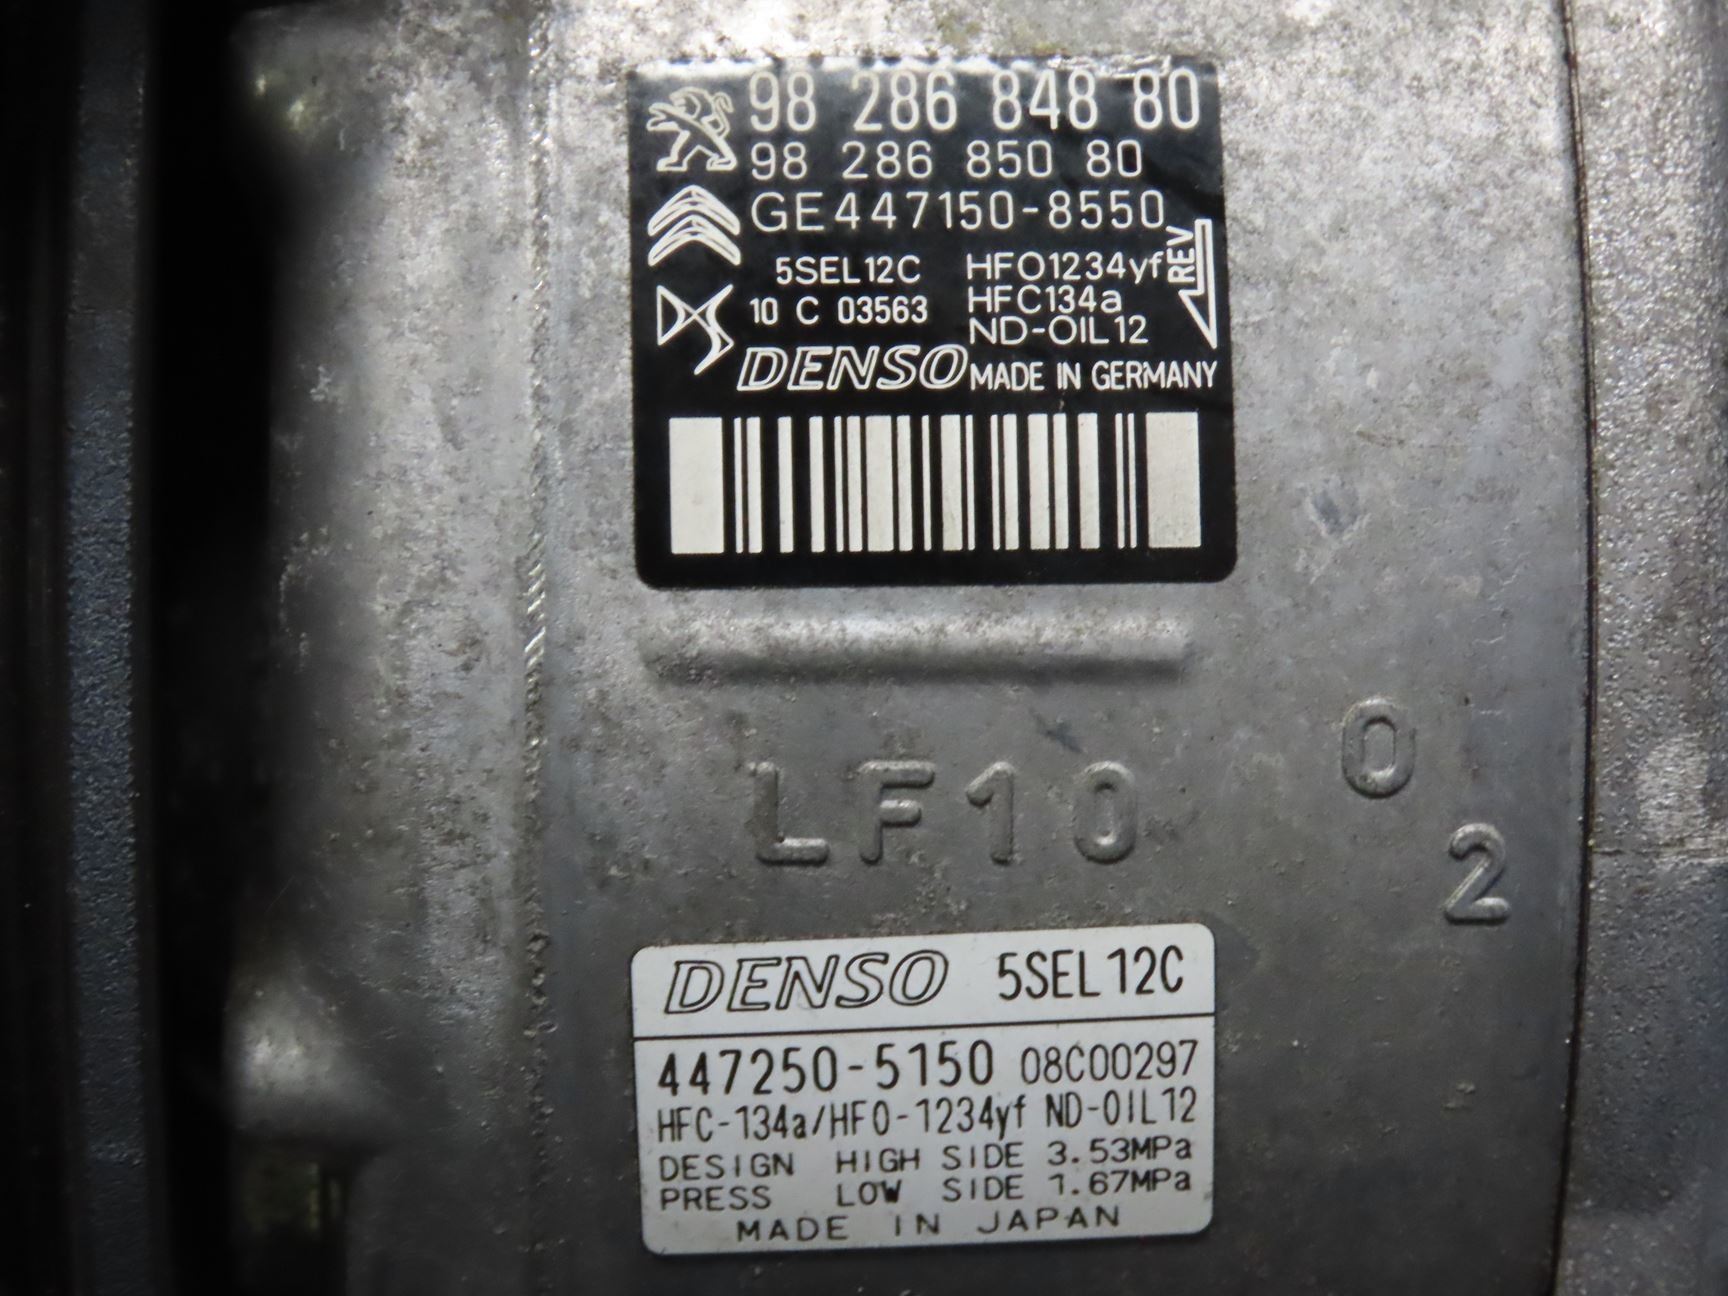 98 286 848 80
98 286 850 80
GE447150-8550
5SEL12C HFO1234yf REV
10 C 03563 HFC134a
ND-OIL12
DENSO MADE IN GERMANY
LF10
0
2
DENSO 5SEL12C
447250-5150 08C00297
HFC-134a/HFO-1234yf ND-OIL12
DESIGN HIGH SIDE 3.53MPa
PRESS LOW SIDE 1.67MPa
MADE IN JAPAN